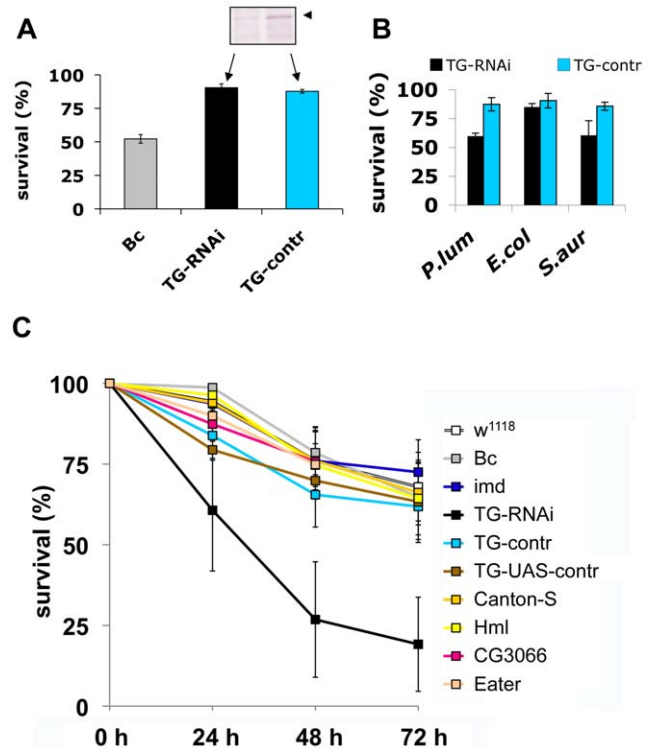 A
survival (%)
100
75
50
25
0
Bc
TG-RNAi
TG-contr
B
TG-RNAi TG-contr
survival (%)
100
75
50
25
0
P.lum
E.col
S.aur
C
survival (%)
100
75
50
25
0
0 h 24 h 48 h 72 h
w¹¹¹⁸
Bc
imd
TG-RNAi
TG-contr
TG-UAS-contr
Canton-S
Hml
CG3066
Eater